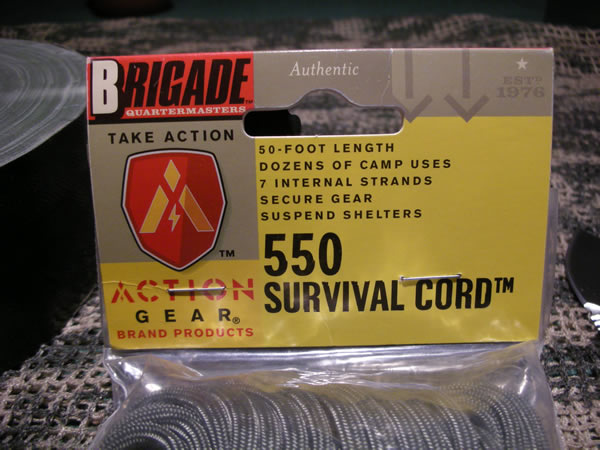 BRIGADE
QUARTERMASTERS™
Authentic
ESTD
1976
TAKE ACTION
™
ACTION
GEAR®
BRAND PRODUCTS
50-FOOT LENGTH
DOZENS OF CAMP USES
7 INTERNAL STRANDS
SECURE GEAR
SUSPEND SHELTERS
550
SURVIVAL CORD™